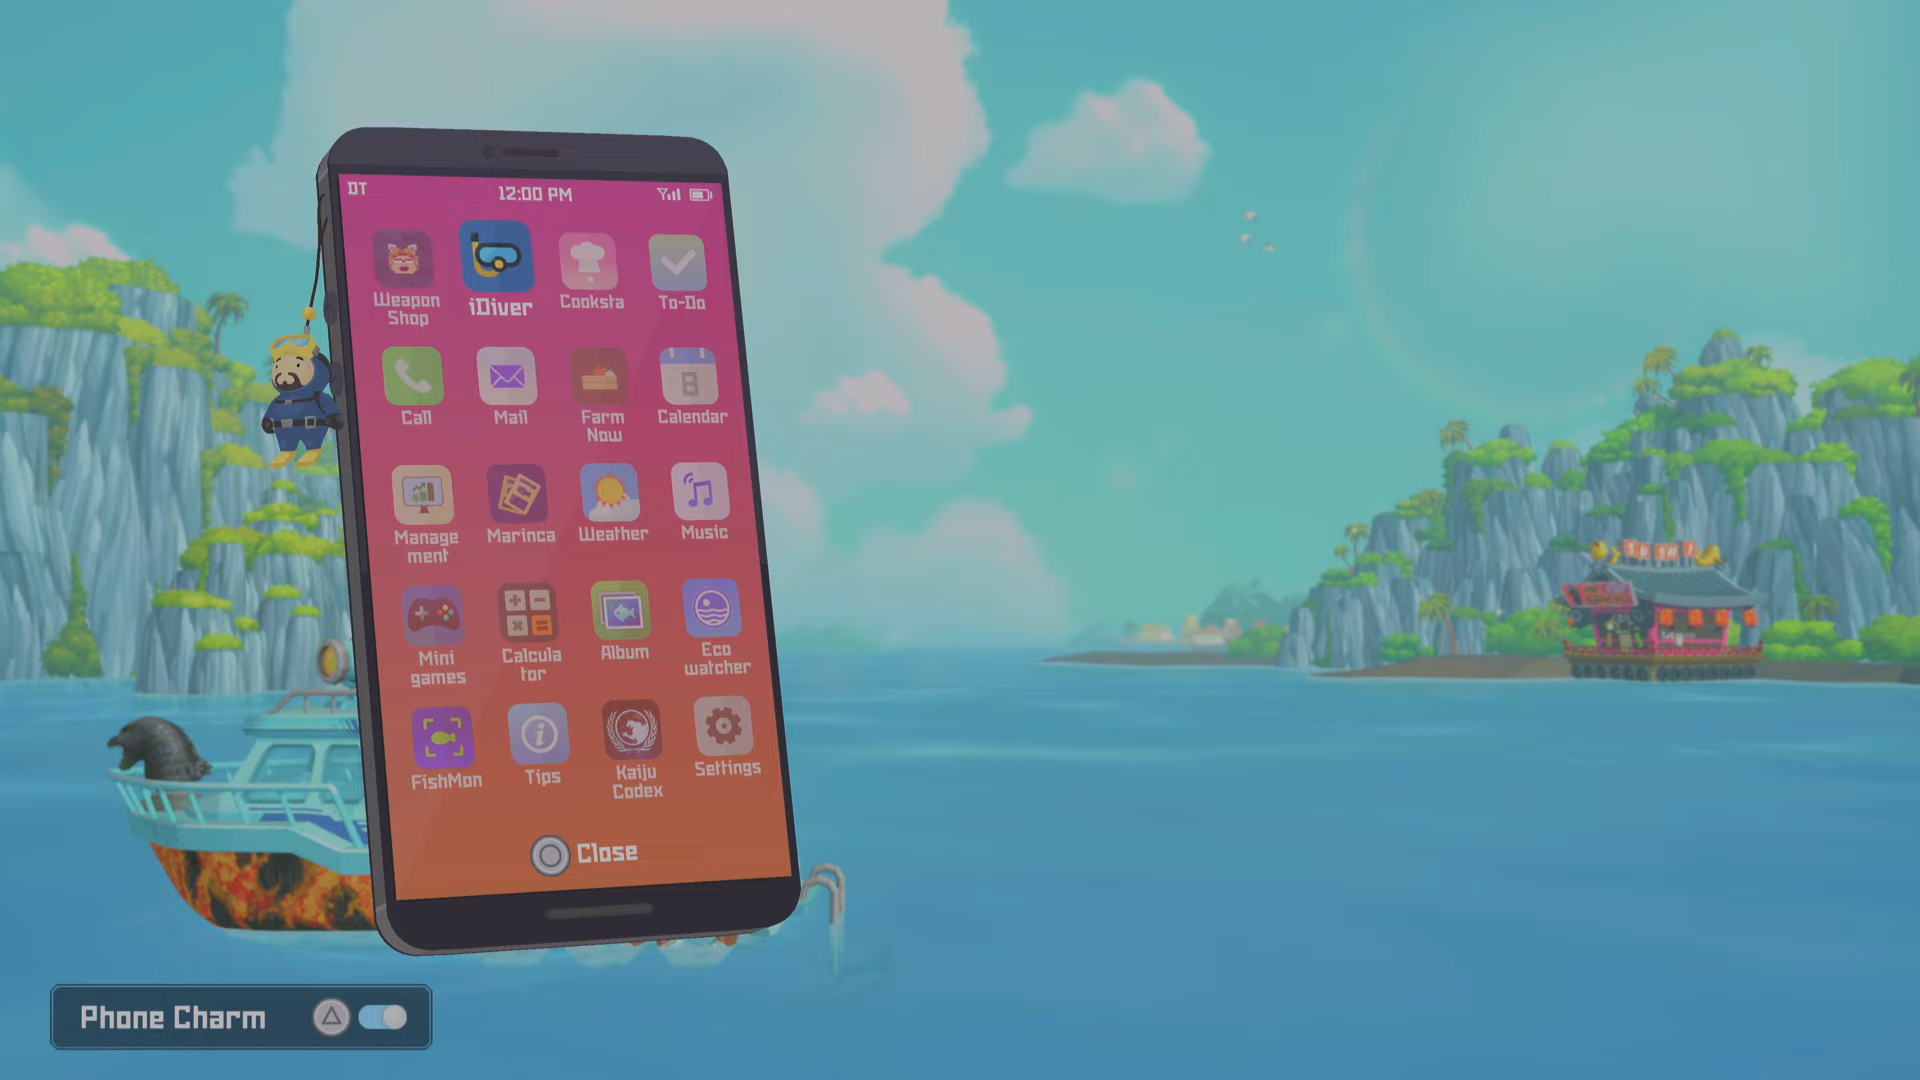 DT
12:00 PM
Weapon
Shop
iDiver
Cooksta
To-Do
Call
Mail
Farm
Now
Calendar
Manage
ment
Marinca
Weather
Music
Mini
games
Calcula
tor
Album
Eco
watcher
FishMon
Tips
Kaiju
Codex
Settings
Close
SUSHI
Phone Charm